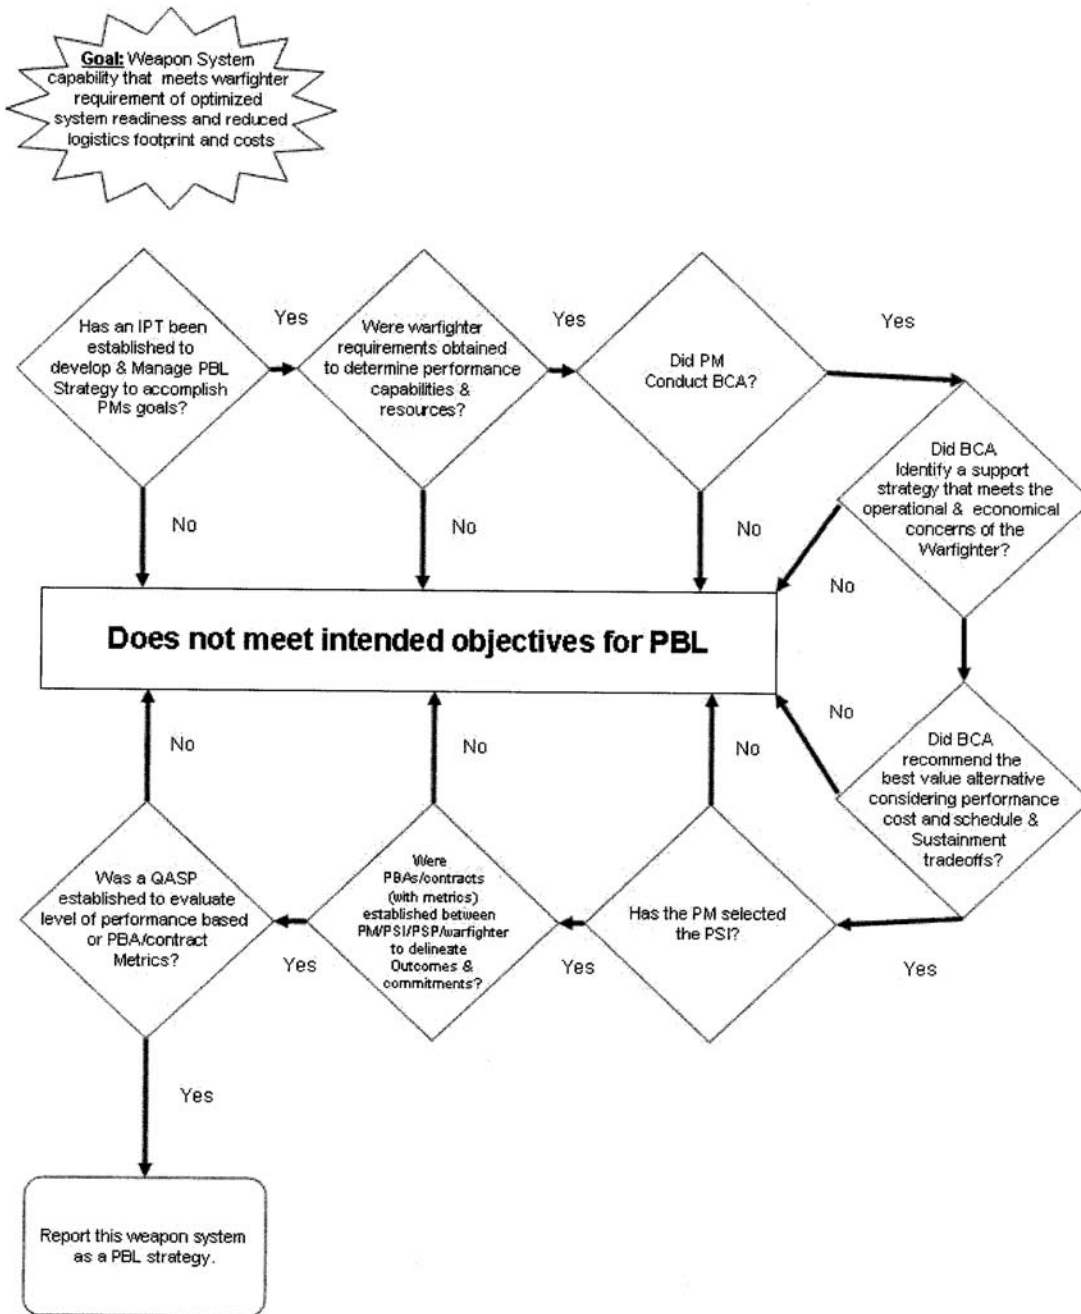 Goal: Weapon System
capability that meets warfighter
requirement of optimized
system readiness and reduced
logistics footprint and costs
Has an IPT been
established to
develop & Manage PBL
Strategy to accomplish
PMs goals?
Yes
Were warfighter
requirements obtained
to determine performance
capabilities &
resources?
Yes
Did PM
Conduct BCA?
Yes
Did BCA
Identify a support
strategy that meets the
operational & economical
concerns of the
Warfighter?
No
No
No
No
Does not meet intended objectives for PBL
No
No
No
No
Did BCA
recommend the
best value alternative
considering performance
cost and schedule &
Sustainment
tradeoffs?
Was a QASP
established to evaluate
level of performance based
or PBA/contract
Metrics?
Yes
Were
PBAs/contracts
(with metrics)
established between
PM/PSI/PSP/warfighter
to delineate
Outcomes &
commitments?
Yes
Has the PM selected
the PSI?
Yes
Yes
Report this weapon system
as a PBL strategy.